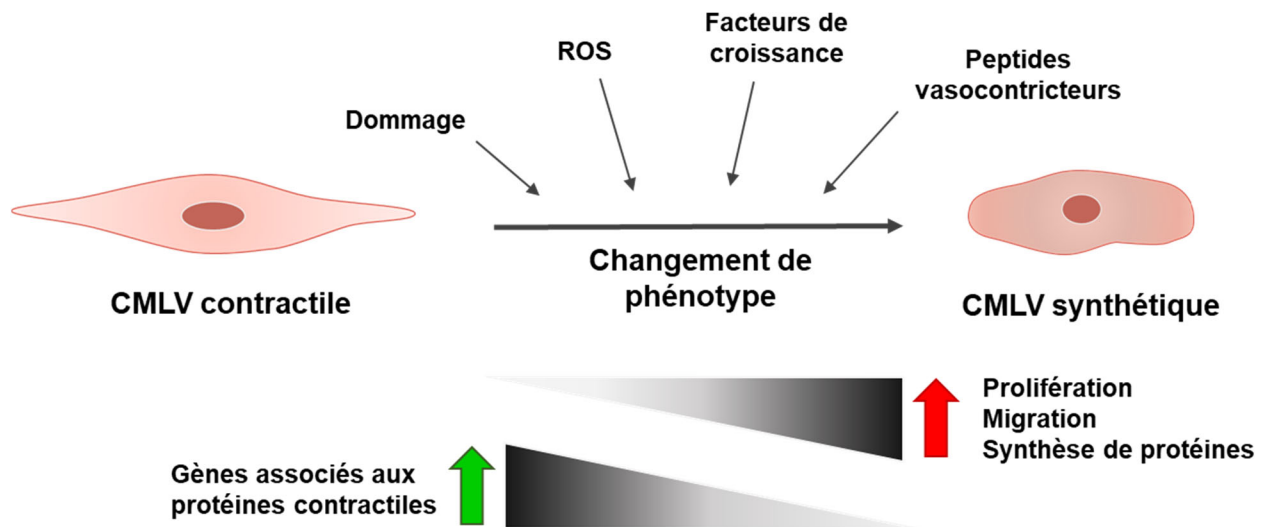 Facteurs de
croissance
ROS
Peptides
vasocontricteurs
Dommage
Changement de
phénotype
CMLV contractile
CMLV synthétique
Prolifération
Migration
Synthèse de protéines
Gènes associés aux
protéines contractiles